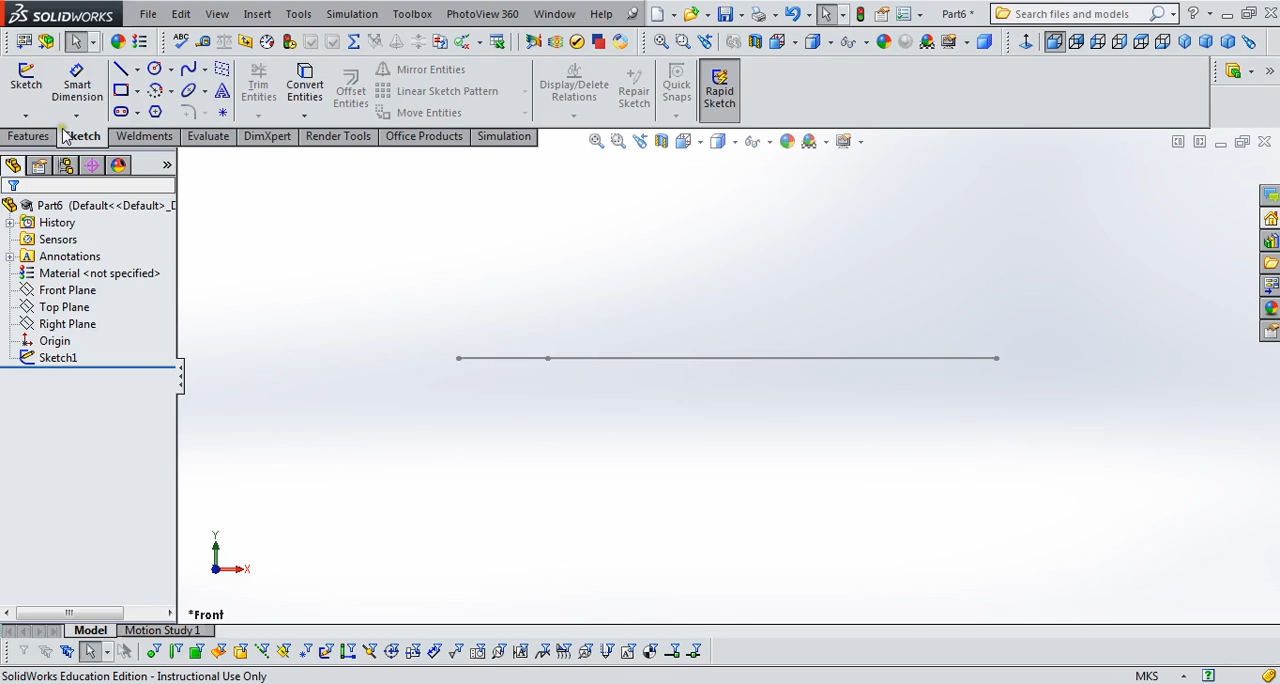 SOLIDWORKS File Edit View Insert Tools Simulation Toolbox PhotoView 360 Window Help Part6 * Search files and models
Sketch Smart Dimension Trim Entities Convert Entities Offset Entities Mirror Entities Linear Sketch Pattern Move Entities Display/Delete Relations Repair Sketch Quick Snaps Rapid Sketch
Features Sketch Weldments Evaluate DimXpert Render Tools Office Products Simulation
Part6 (Default<<Default>_D
History
Sensors
Annotations
Material <not specified>
Front Plane
Top Plane
Right Plane
Origin
Sketch1
Y
X
*Front
Model Motion Study 1
SolidWorks Education Edition - Instructional Use Only MKS